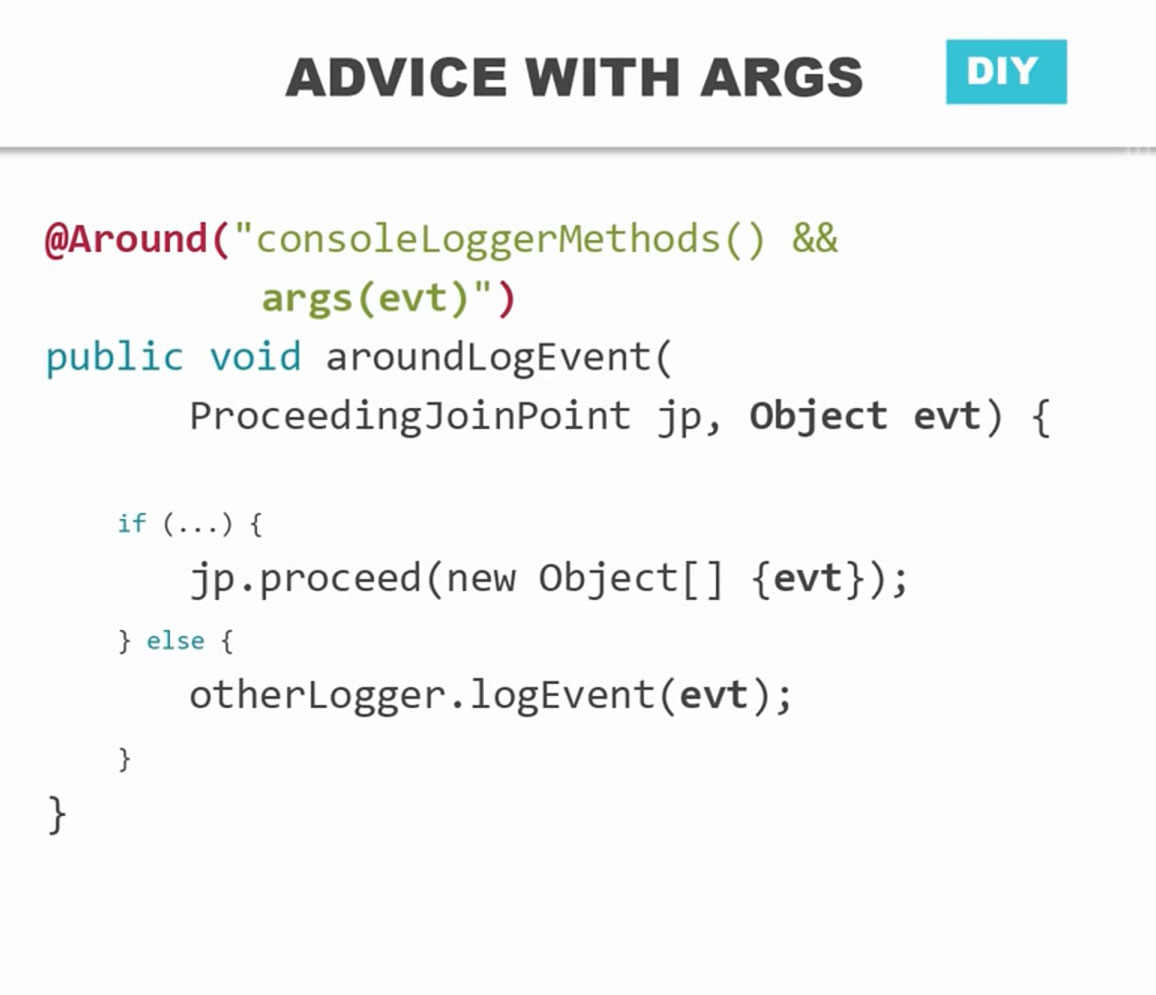 ADVICE WITH ARGS
DIY
@Around("consoleLoggerMethods() &&
args(evt)")
public void aroundLogEvent(
ProceedingJoinPoint jp, Object evt) {
if (...) {
jp.proceed(new Object[] {evt});
} else {
otherLogger.logEvent(evt);
}
}